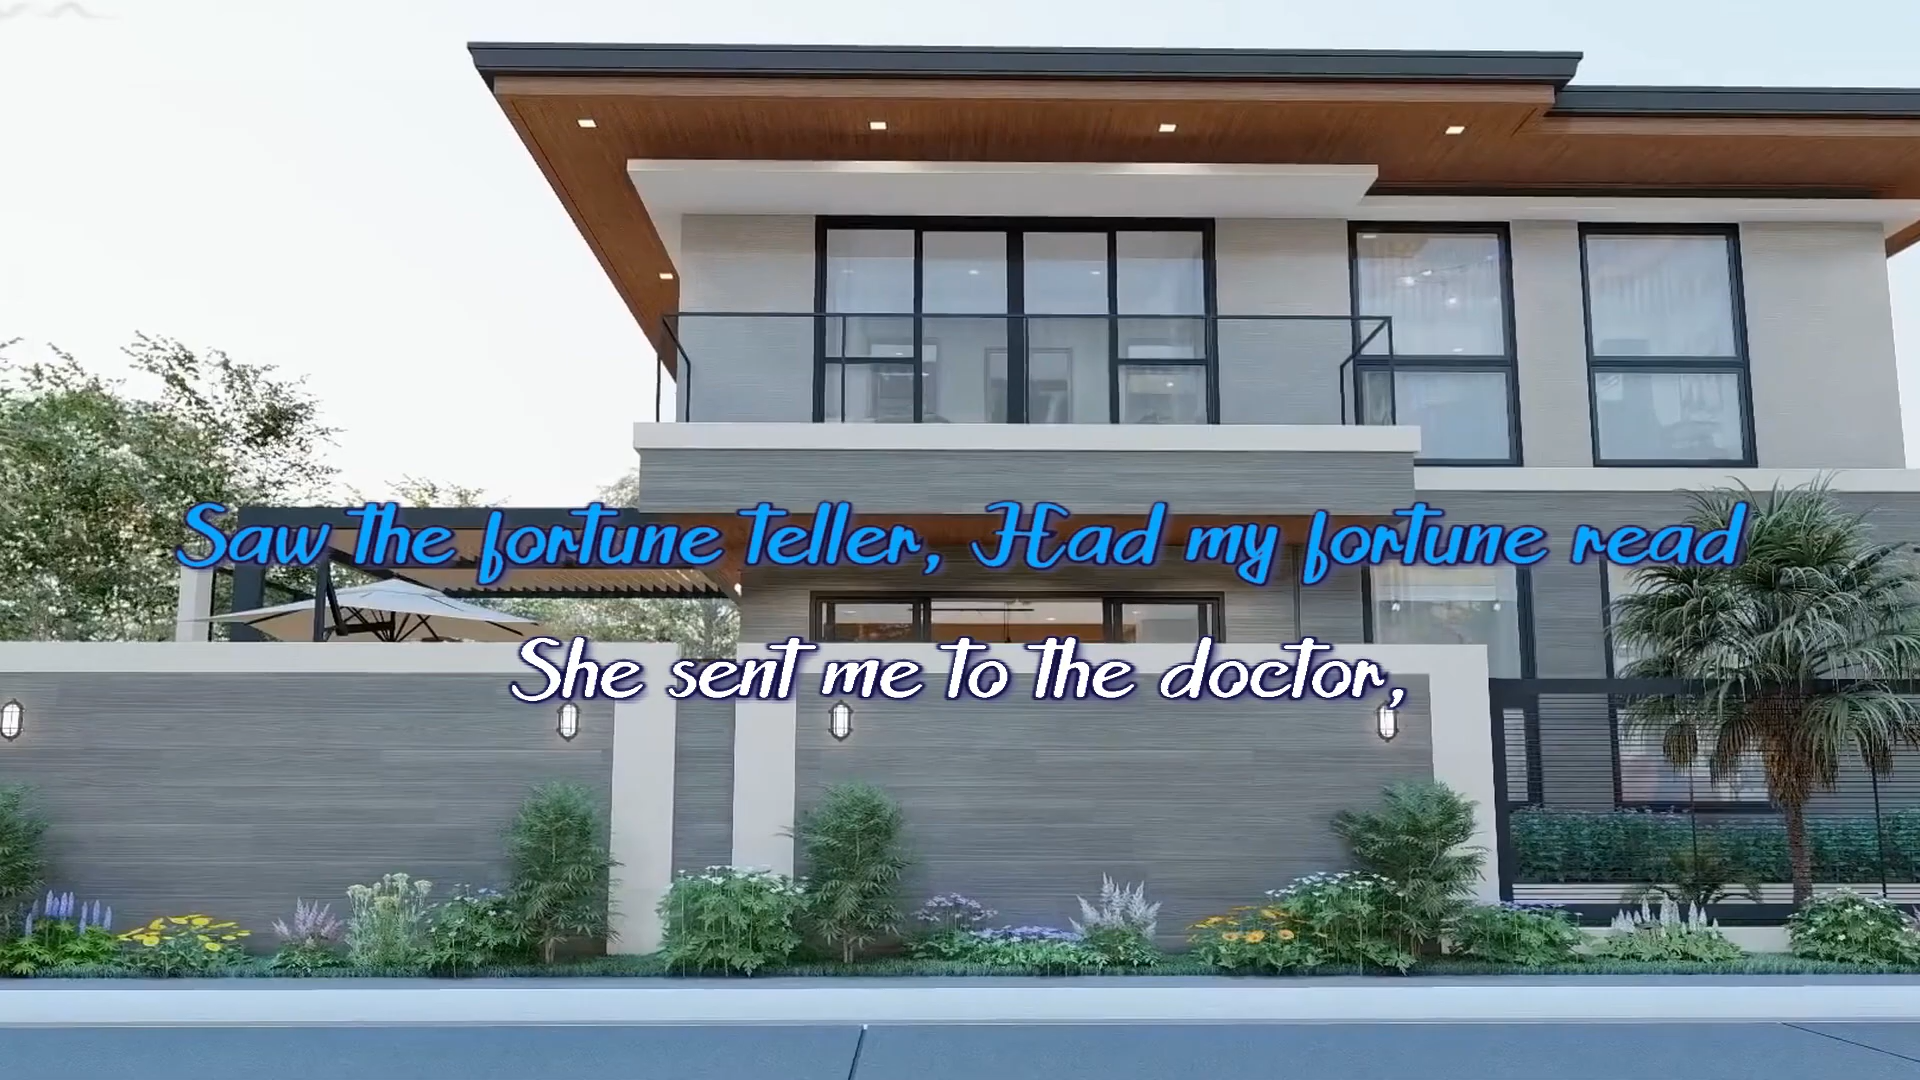 Saw the fortune teller, Had my fortune read
She sent me to the doctor,